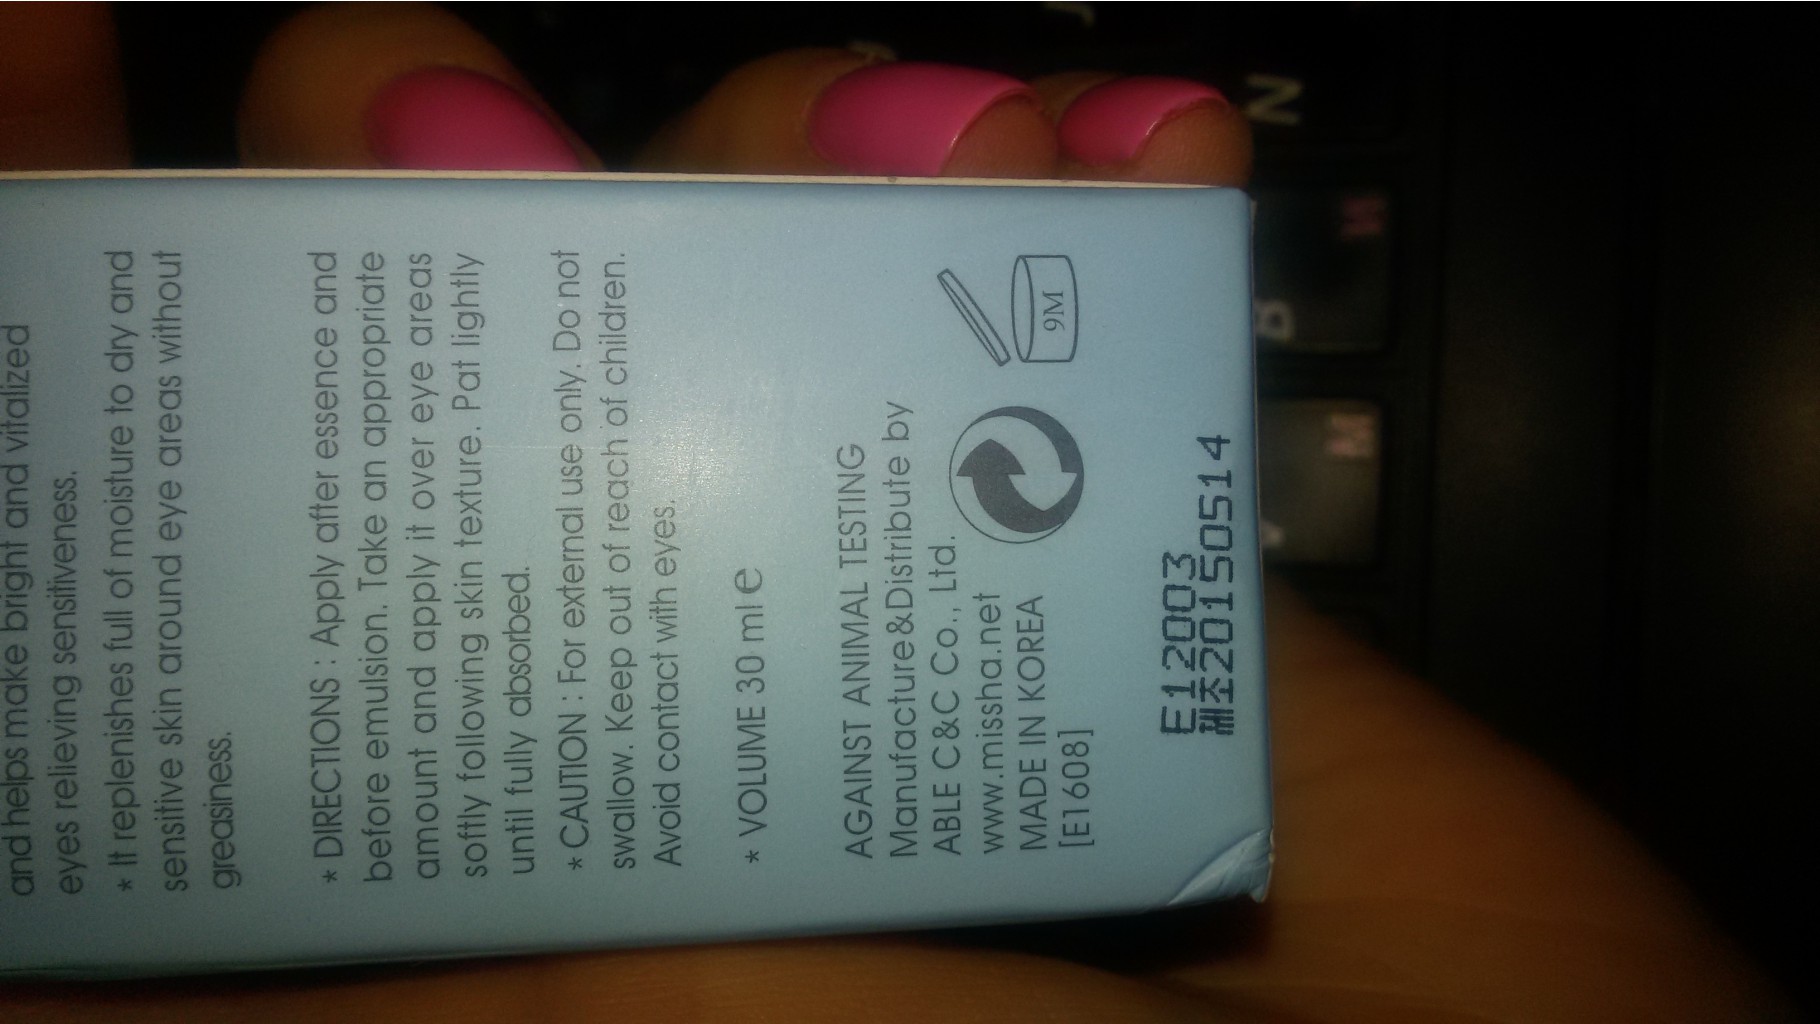 and helps make bright and vitalized
eyes relieving sensitiveness.
* It replenishes full of moisture to dry and
sensitive skin around eye areas without
greasiness.
* DIRECTIONS : Apply after essence and
before emulsion. Take an appropriate
amount and apply it over eye areas
softly following skin texture. Pat lightly
until fully absorbed.
* CAUTION : For external use only. Do not
swallow. Keep out of reach of children.
Avoid contact with eyes.
* VOLUME 30 ml e
AGAINST ANIMAL TESTING
Manufacture&Distribute by
ABLE C&C Co., Ltd.
www.missha.net
MADE IN KOREA
[E1608]
9M
E12003
제조20150514
N
B